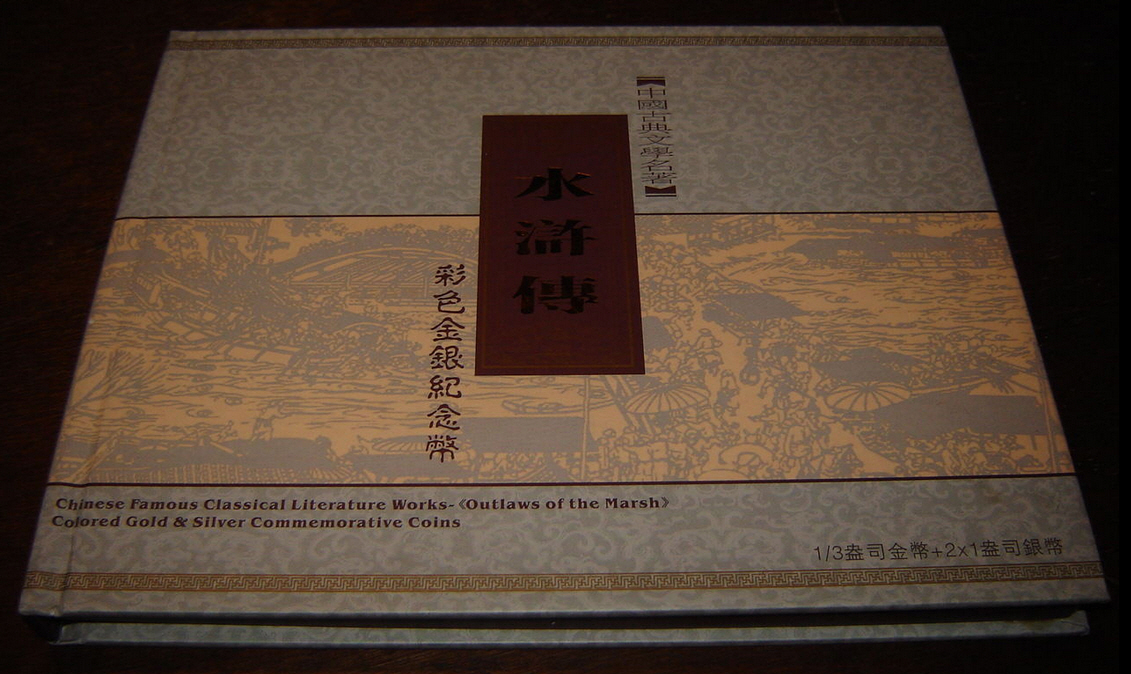 【中國古典文學名著】
水滸傳
彩色金銀紀念幣
Chinese Famous Classical Literature Works-《Outlaws of the Marsh》
Colored Gold & Silver Commemorative Coins
1/3盎司金幣+2x1盎司銀幣